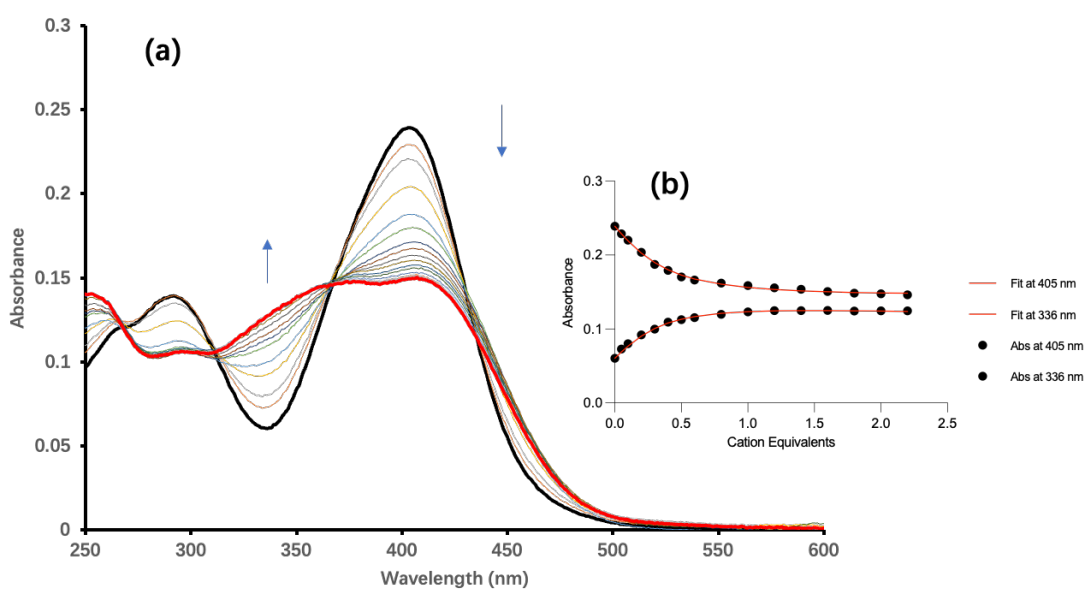 (a)
0.3
0.25
0.2
0.15
0.1
0.05
0
Absorbance
250 300 350 400 450 500 550 600
Wavelength (nm)
(b)
0.3
0.2
0.1
0.0
Absorbance
0.0 0.5 1.0 1.5 2.0 2.5
Cation Equivalents
Fit at 405 nm
Fit at 336 nm
Abs at 405 nm
Abs at 336 nm